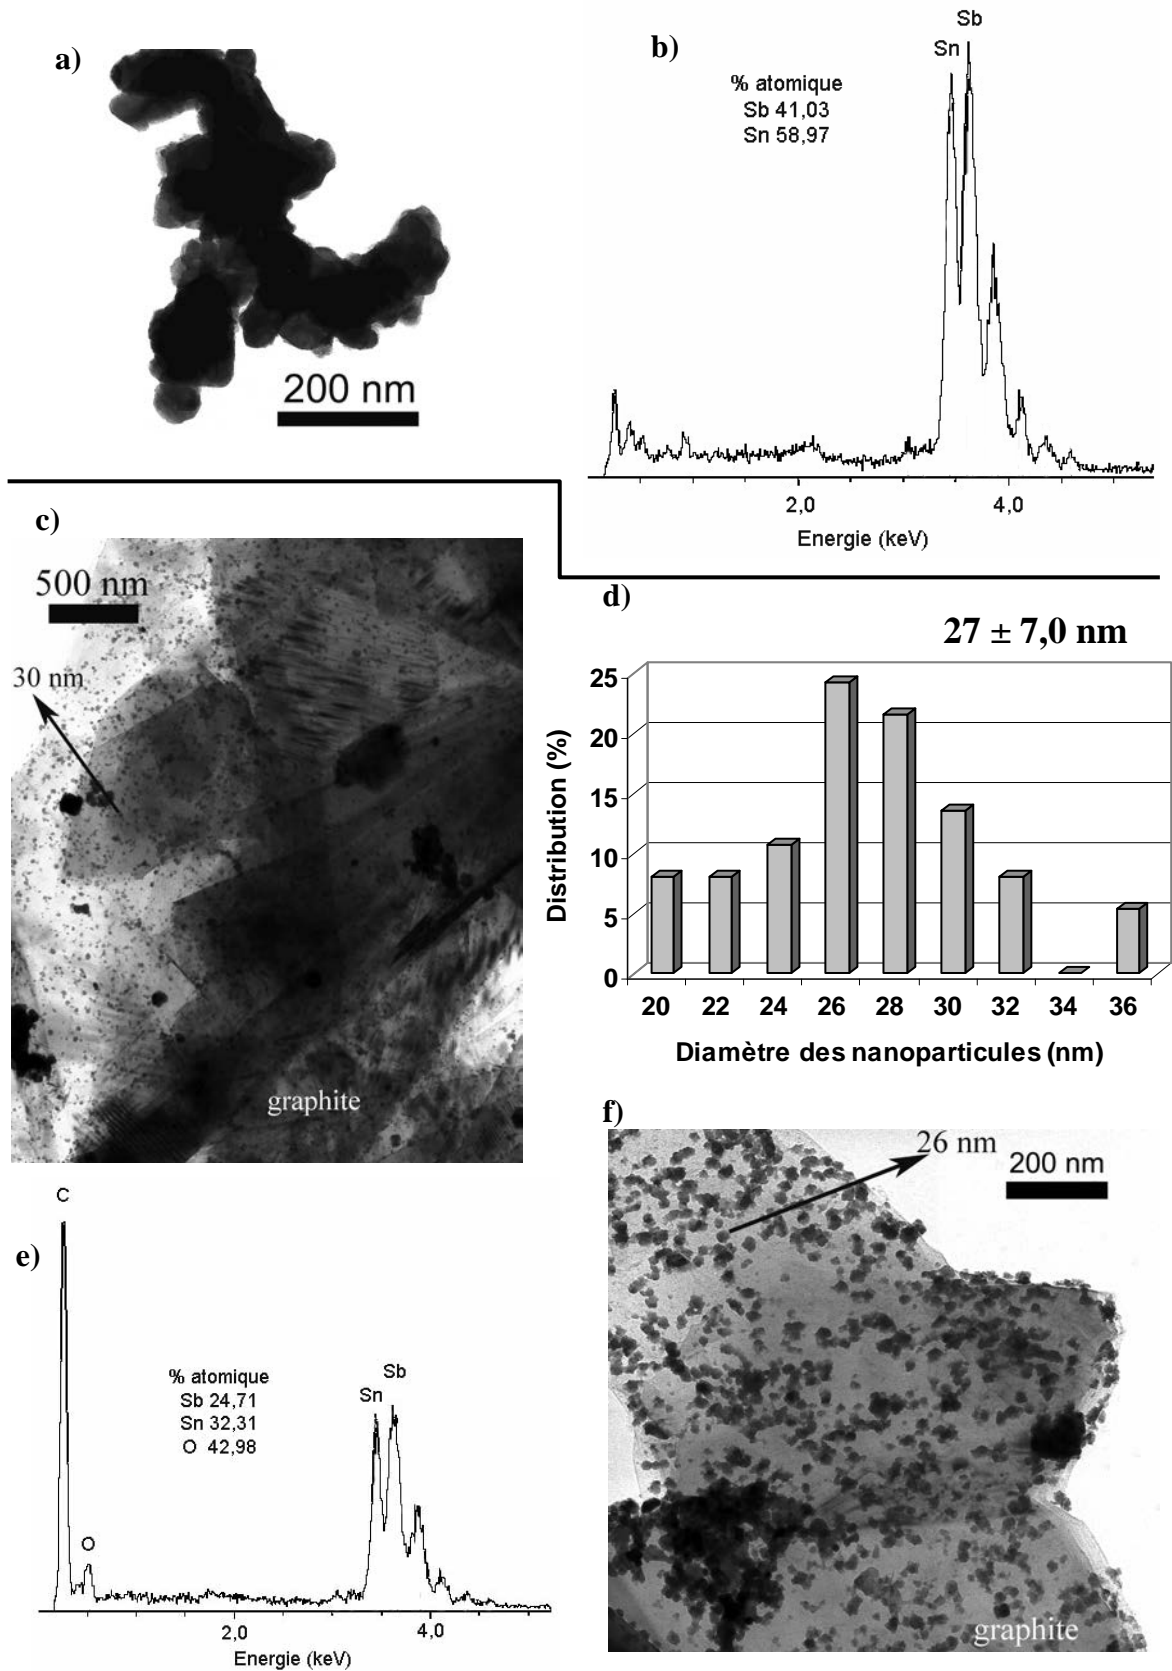 a)
200 nm
b)
Sb
Sn
% atomique
Sb 41,03
Sn 58,97
2,0
4,0
Energie (keV)
c)
500 nm
30 nm
graphite
d)
27 ± 7,0 nm
Distribution (%)
25
20
15
10
5
0
20 22 24 26 28 30 32 34 36
Diamètre des nanoparticules (nm)
e)
C
O
% atomique
Sb 24,71
Sn 32,31
O 42,98
Sb
Sn
2,0
4,0
Energie (keV)
f)
26 nm
200 nm
graphite